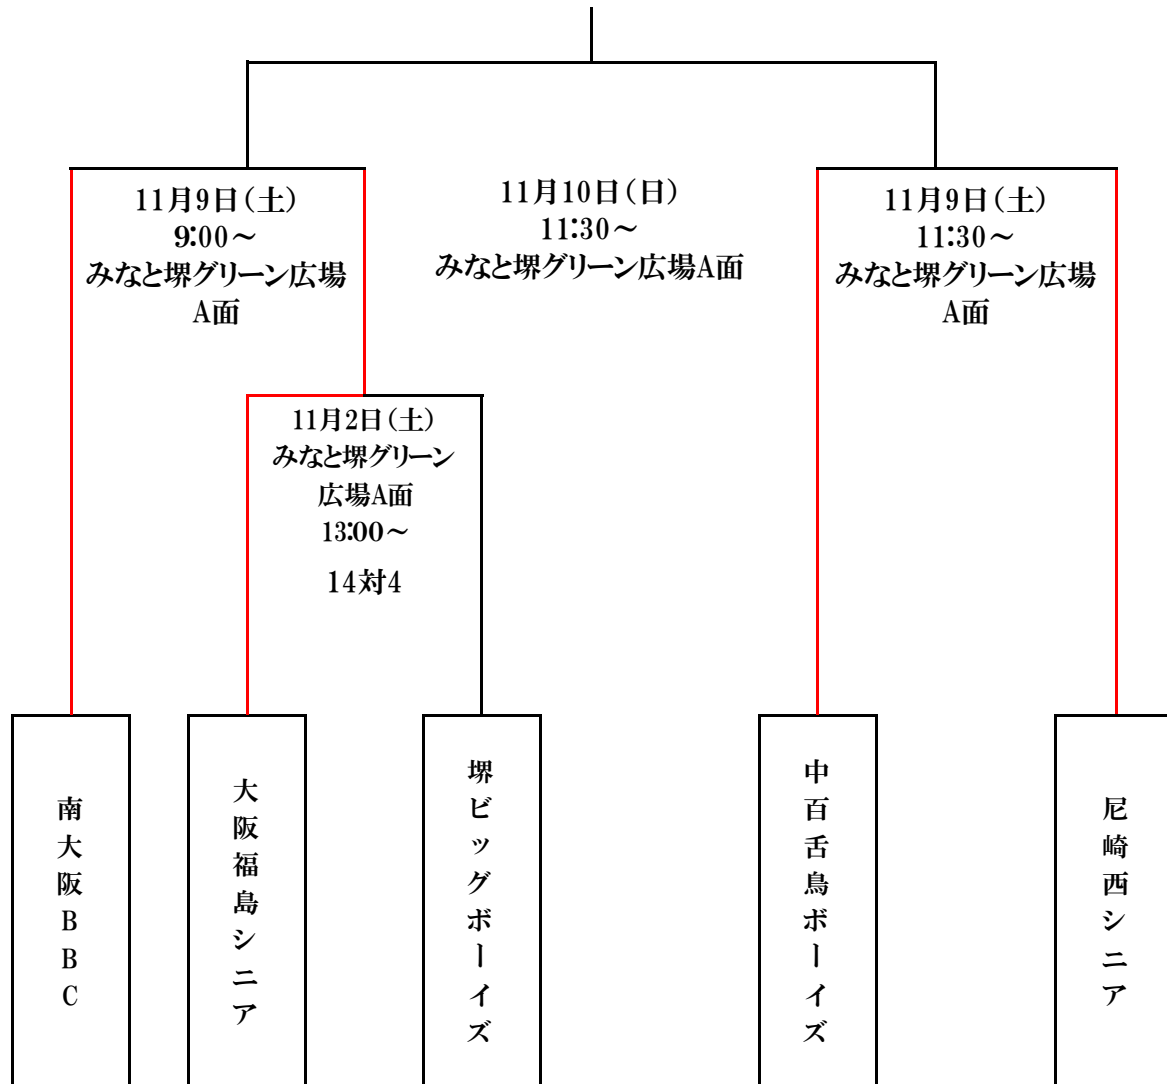 11月9日(土)
9:00～
みなと堺グリーン広場
A面
11月10日(日)
11:30～
みなと堺グリーン広場A面
11月9日(土)
11:30～
みなと堺グリーン広場
A面
11月2日(土)
みなと堺グリーン
広場A面
13:00～
14対4
南大阪BBC
大阪福島シニア
堺ビッグボーイズ
中百舌鳥ボーイズ
尼崎西シニア